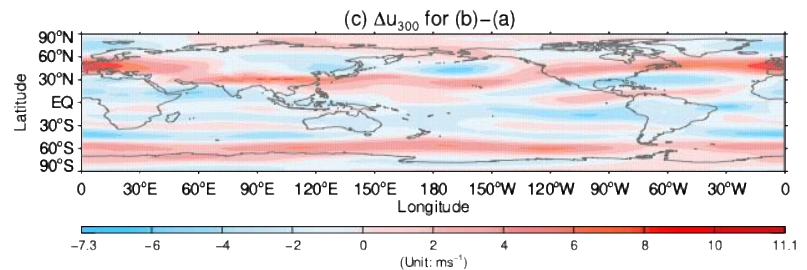 (c) Δu300 for (b)−(a)
90°N
60°N
30°N
EQ
30°S
60°S
90°S
Latitude
0 30°E 60°E 90°E 120°E 150°E 180 150°W 120°W 90°W 60°W 30°W 0
Longitude
−7.3 −6 −4 −2 0 2 4 6 8 10 11.1
(Unit: ms⁻¹)